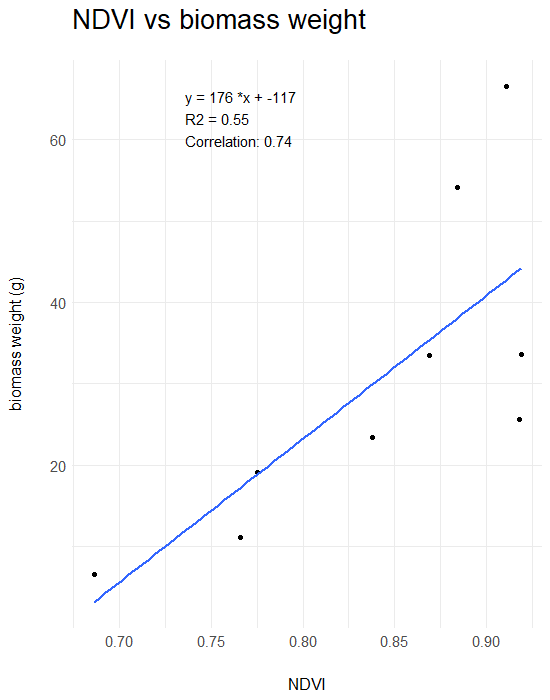 NDVI vs biomass weight
y = 176 *x + -117
R2 = 0.55
Correlation: 0.74
60
40
20
biomass weight (g)
0.70 0.75 0.80 0.85 0.90
NDVI